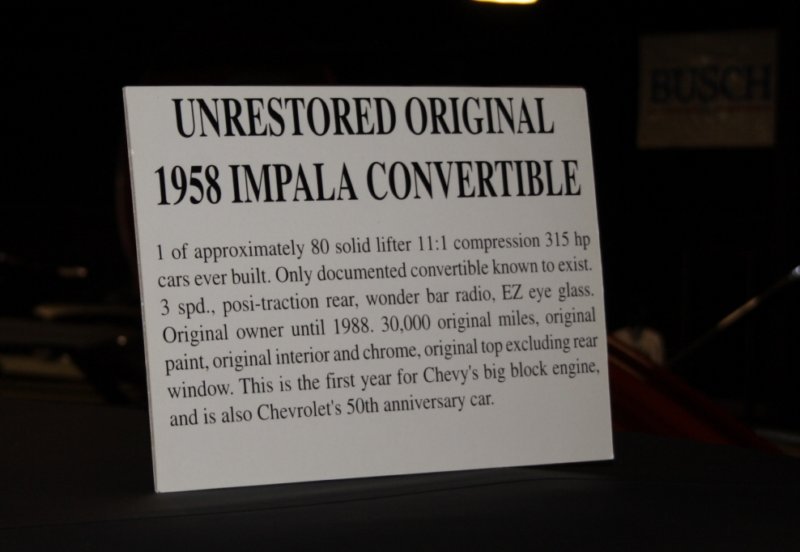 UNRESTORED ORIGINAL
1958 IMPALA CONVERTIBLE
1 of approximately 80 solid lifter 11:1 compression 315 hp
cars ever built. Only documented convertible known to exist.
3 spd., posi-traction rear, wonder bar radio, EZ eye glass.
Original owner until 1988. 30,000 original miles, original
paint, original interior and chrome, original top excluding rear
window. This is the first year for Chevy's big block engine,
and is also Chevrolet's 50th anniversary car.
BUSCH